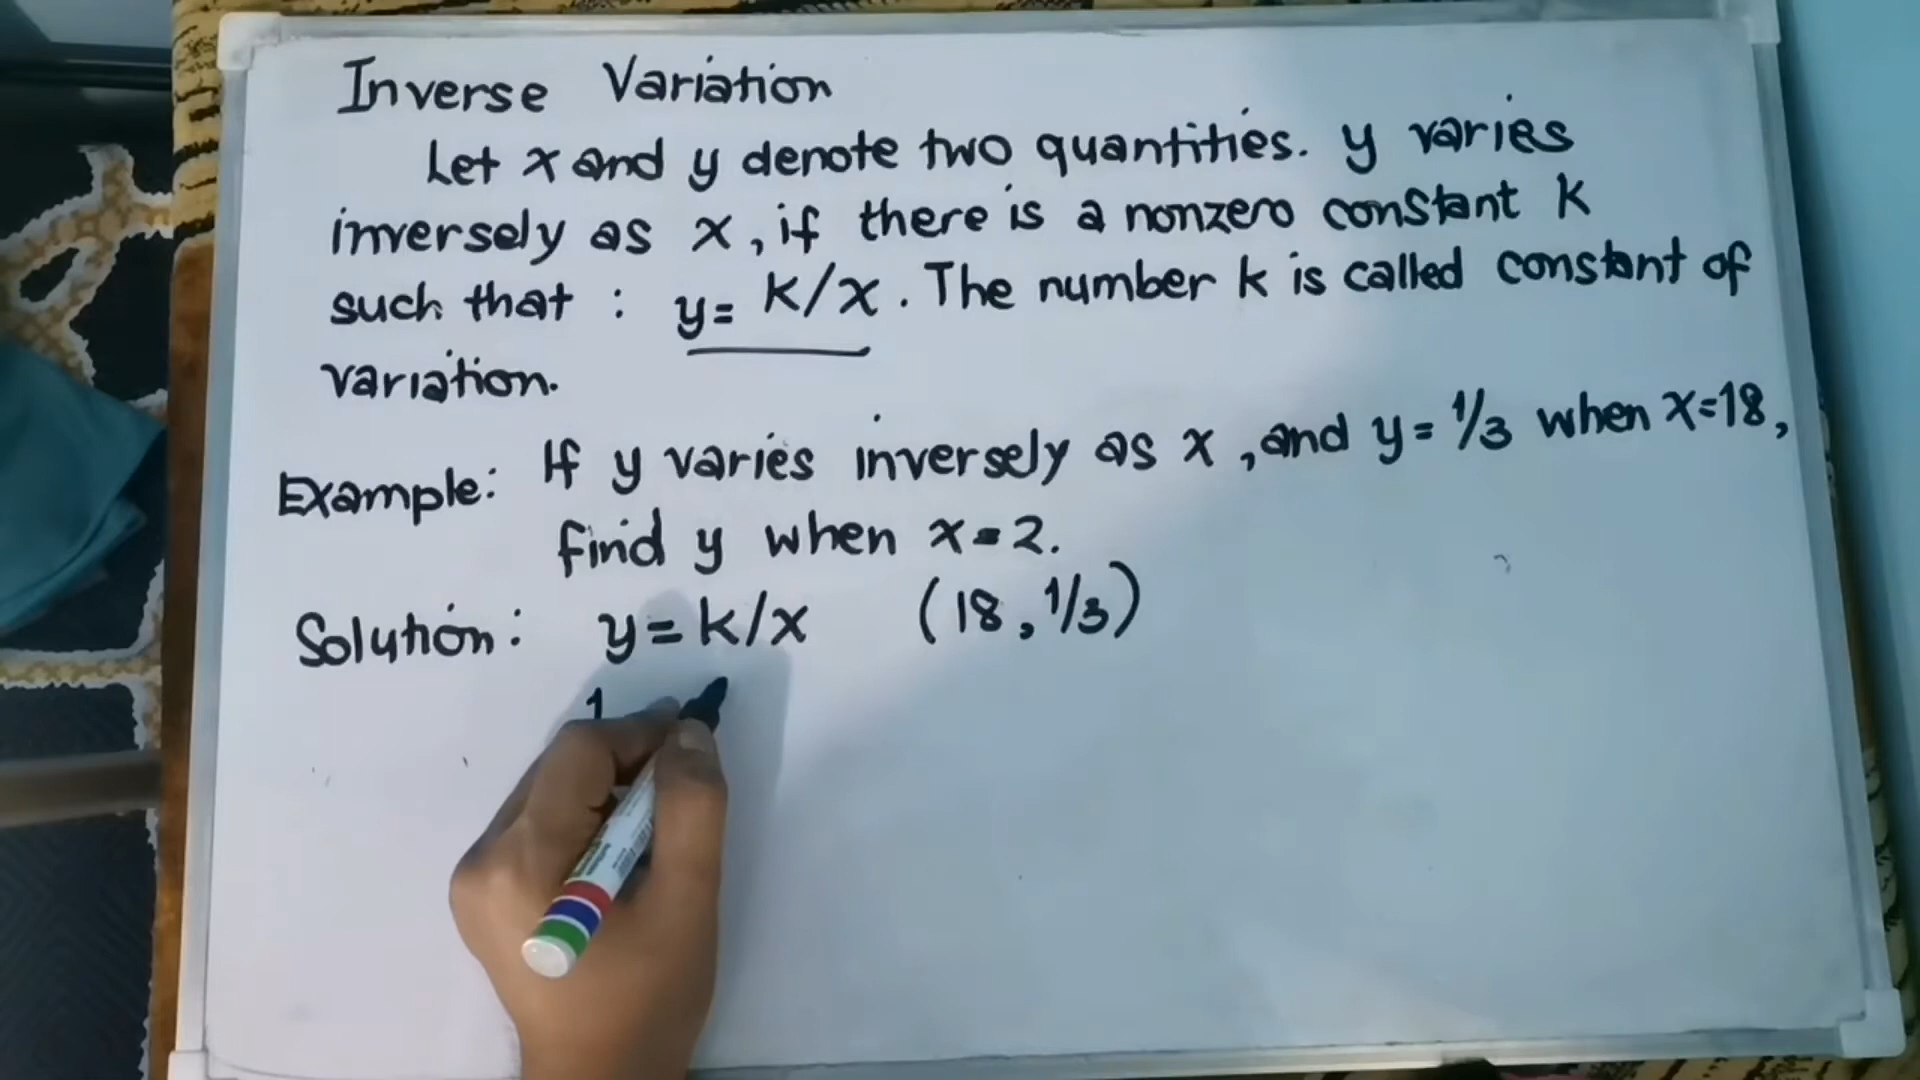 Inverse Variation
Let x and y denote two quantities. y varies
inversely as x, if there is a nonzero constant k
such that : y = k/x. The number k is called constant of
variation.
Example: If y varies inversely as x, and y = 1/3 when x=18,
find y when x=2.
Solution: y = k/x (18, 1/3)
1